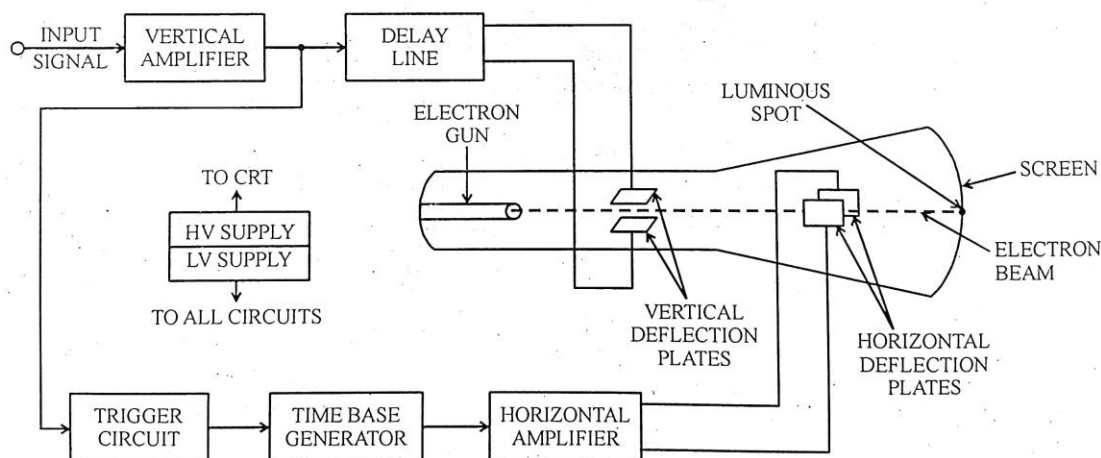 INPUT
SIGNAL
VERTICAL
AMPLIFIER
DELAY
LINE
ELECTRON
GUN
LUMINOUS
SPOT
SCREEN
TO CRT
HV SUPPLY
LV SUPPLY
TO ALL CIRCUITS
ELECTRON
BEAM
VERTICAL
DEFLECTION
PLATES
HORIZONTAL
DEFLECTION
PLATES
TRIGGER
CIRCUIT
TIME BASE
GENERATOR
HORIZONTAL
AMPLIFIER